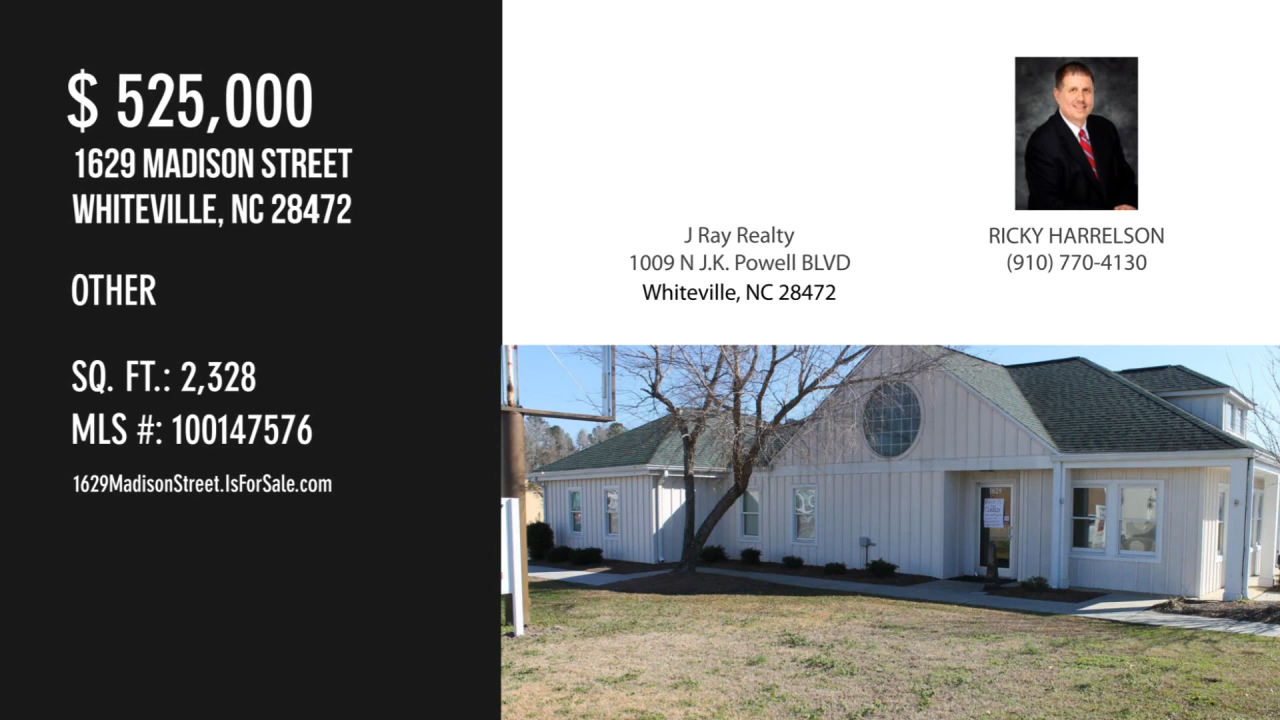 $ 525,000
1629 MADISON STREET
WHITEVILLE, NC 28472
OTHER
SQ. FT.: 2,328
MLS #: 100147576
1629MadisonStreet.IsForSale.com
J Ray Realty
1009 N J.K. Powell BLVD
Whiteville, NC 28472
RICKY HARRELSON
(910) 770-4130
1629